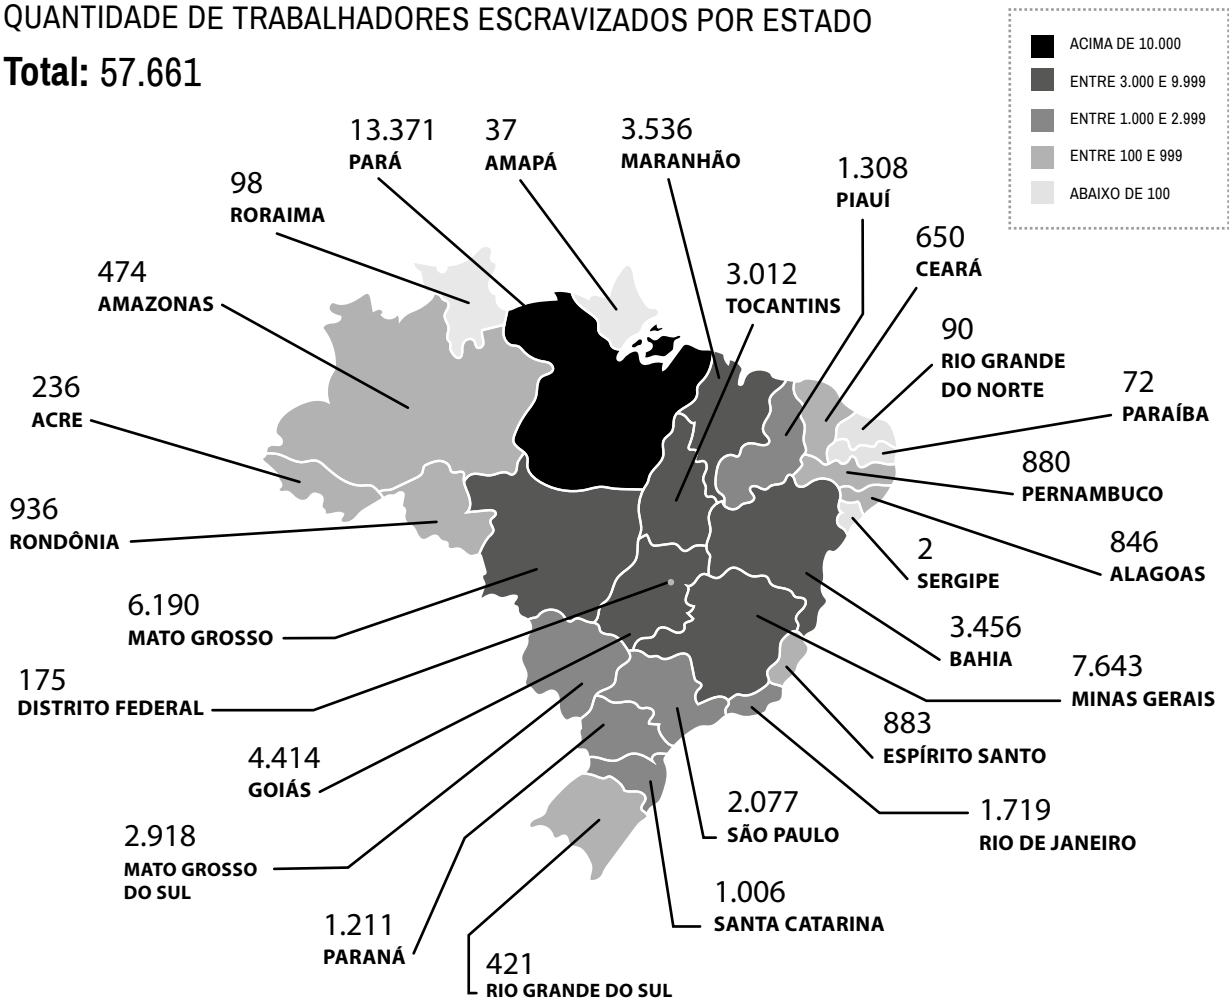 QUANTIDADE DE TRABALHADORES ESCRAVIZADOS POR ESTADO
Total: 57.661
ACIMA DE 10.000
ENTRE 3.000 E 9.999
ENTRE 1.000 E 2.999
ENTRE 100 E 999
ABAIXO DE 100
13.371
PARÁ
37
AMAPÁ
3.536
MARANHÃO
1.308
PIAUÍ
98
RORAIMA
650
CEARÁ
474
AMAZONAS
3.012
TOCANTINS
90
RIO GRANDE
DO NORTE
236
ACRE
72
PARAÍBA
880
PERNAMBUCO
936
RONDÔNIA
2
SERGIPE
846
ALAGOAS
6.190
MATO GROSSO
3.456
BAHIA
175
DISTRITO FEDERAL
7.643
MINAS GERAIS
883
ESPÍRITO SANTO
4.414
GOIÁS
2.077
SÃO PAULO
1.719
RIO DE JANEIRO
2.918
MATO GROSSO
DO SUL
1.006
SANTA CATARINA
1.211
PARANÁ
421
RIO GRANDE DO SUL